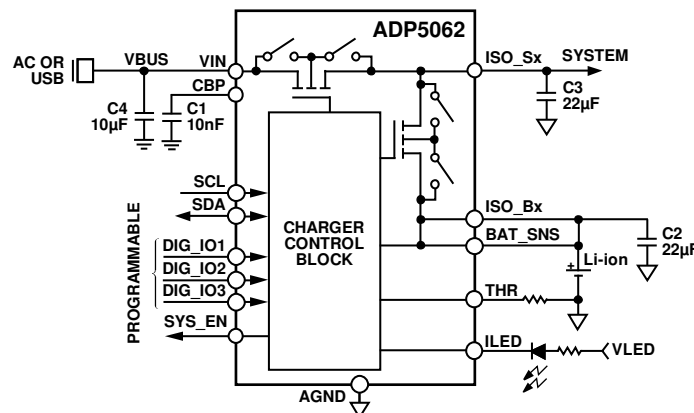 ADP5062
AC OR
USB
VBUS
VIN
CBP
C4
10µF
C1
10nF
ISO_Sx
SYSTEM
C3
22µF
SCL
SDA
PROGRAMMABLE
DIG_IO1
DIG_IO2
DIG_IO3
SYS_EN
CHARGER
CONTROL
BLOCK
ISO_Bx
BAT_SNS
C2
22µF
+
Li-ion
THR
ILED
VLED
AGND